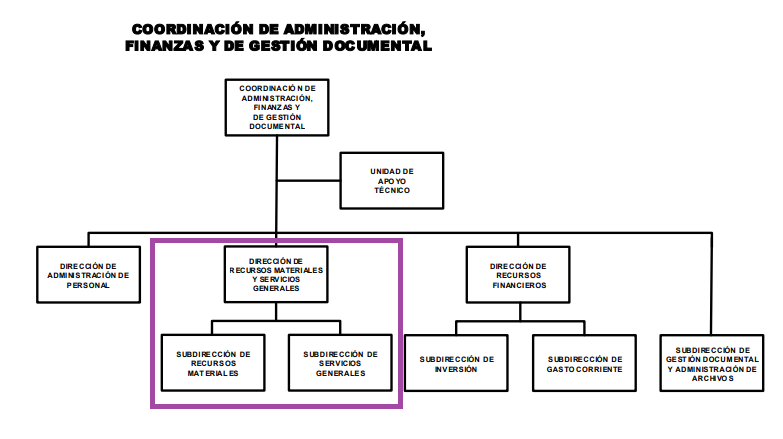 COORDINACIÓN DE ADMINISTRACIÓN,
FINANZAS Y DE GESTIÓN DOCUMENTAL
COORDINACIÓN DE
ADMINISTRACIÓN,
FINANZAS Y
DE GESTIÓN
DOCUMENTAL
UNIDAD DE
APOYO
TÉCNICO
DIRECCIÓN DE
ADMINISTRACIÓN DE
PERSONAL
DIRECCIÓN DE
RECURSOS MATERIALES
Y SERVICIOS
GENERALES
DIRECCIÓN DE
RECURSOS
FINANCIEROS
SUBDIRECCIÓN DE
RECURSOS
MATERIALES
SUBDIRECCIÓN DE
SERVICIOS
GENERALES
SUBDIRECCIÓN DE
INVERSIÓN
SUBDIRECCIÓN DE
GASTO CORRIENTE
SUBDIRECCIÓN DE
GESTIÓN DOCUMENTAL
Y ADMINISTRACIÓN DE
ARCHIVOS